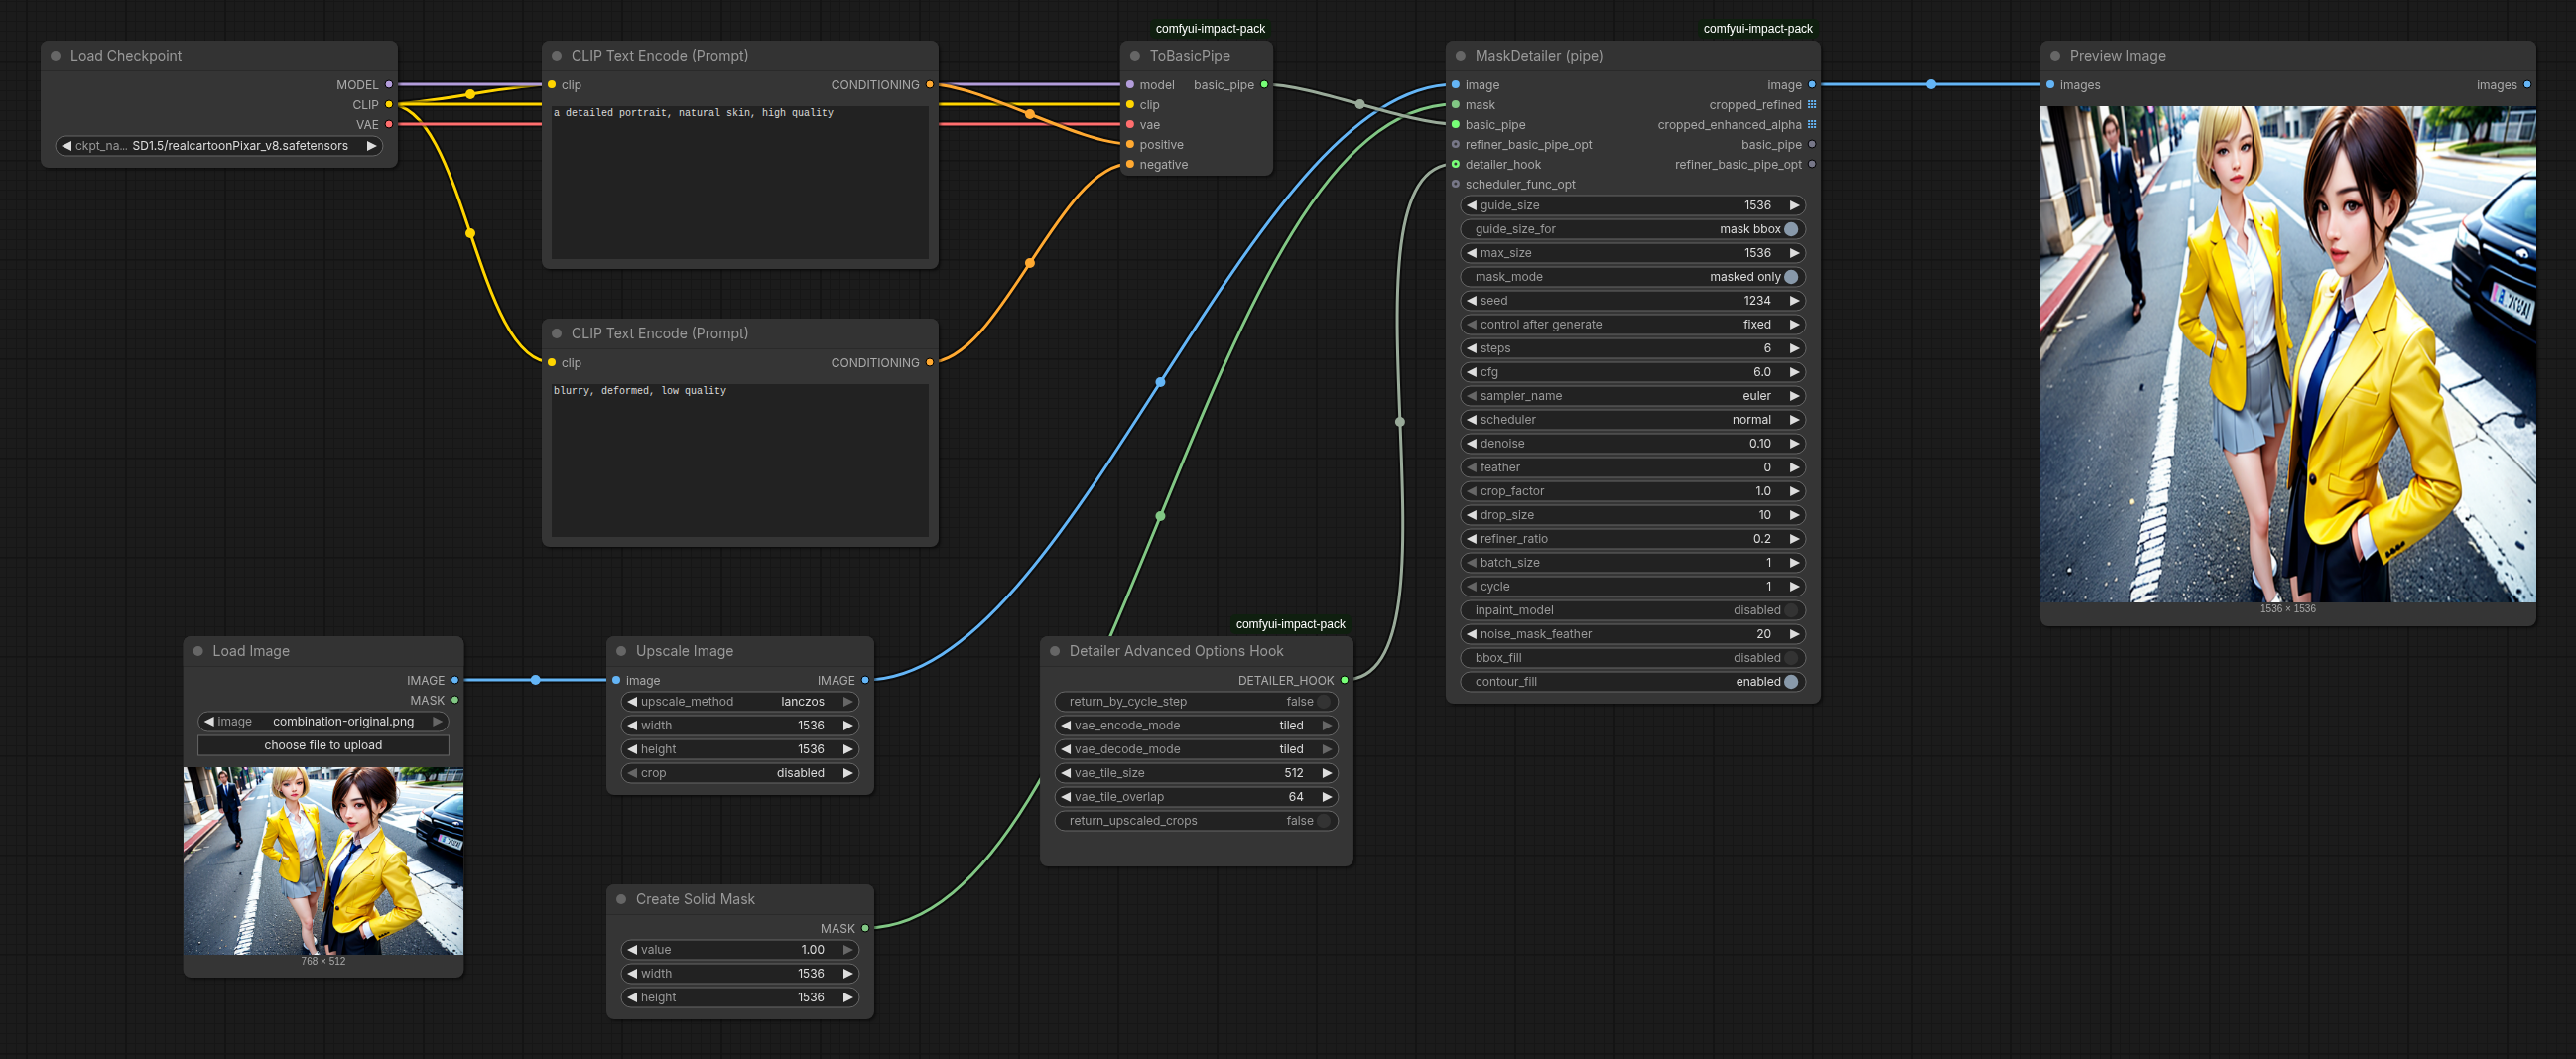 Load Checkpoint
MODEL
CLIP
VAE
ckpt_na... SD1.5/realcartoonPixar_v8.safetensors
CLIP Text Encode (Prompt)
clip CONDITIONING
a detailed portrait, natural skin, high quality
CLIP Text Encode (Prompt)
clip CONDITIONING
blurry, deformed, low quality
comfyui-impact-pack
ToBasicPipe
model basic_pipe
clip
vae
positive
negative
comfyui-impact-pack
MaskDetailer (pipe)
image image
mask cropped_refined
basic_pipe cropped_enhanced_alpha
refiner_basic_pipe_opt basic_pipe
detailer_hook refiner_basic_pipe_opt
scheduler_func_opt
guide_size 1536
guide_size_for mask bbox
max_size 1536
mask_mode masked only
seed 1234
control after generate fixed
steps 6
cfg 6.0
sampler_name euler
scheduler normal
denoise 0.10
feather 0
crop_factor 1.0
drop_size 10
refiner_ratio 0.2
batch_size 1
cycle 1
inpaint_model disabled
noise_mask_feather 20
bbox_fill disabled
contour_fill enabled
Preview Image
images images
1536 × 1536
Load Image
IMAGE
MASK
image combination-original.png
choose file to upload
768 × 512
Upscale Image
image IMAGE
upscale_method lanczos
width 1536
height 1536
crop disabled
Create Solid Mask
MASK
value 1.00
width 1536
height 1536
comfyui-impact-pack
Detailer Advanced Options Hook
DETAILER_HOOK
return_by_cycle_step false
vae_encode_mode tiled
vae_decode_mode tiled
vae_tile_size 512
vae_tile_overlap 64
return_upscaled_crops false